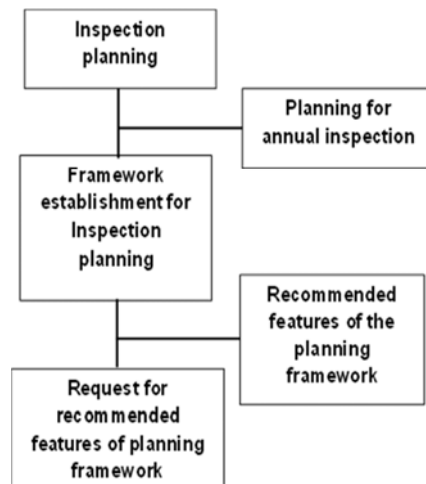 Inspection
planning
Planning for
annual inspection
Framework
establishment for
Inspection
planning
Recommended
features of the
planning
framework
Request for
recommended
features of planning
framework